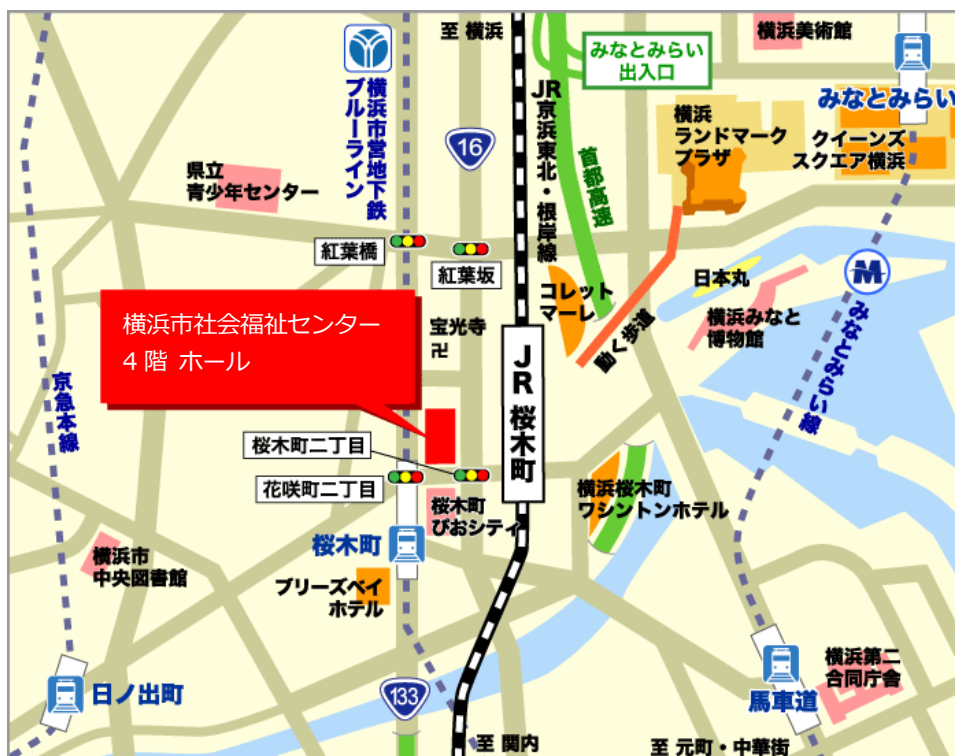 至 横浜
みなとみらい
出入口
横浜美術館
みなとみらい
横浜市営地下鉄
ブルーライン
16
JR京浜東北・根岸線
首都高速
横浜
ランドマーク
プラザ
クイーンズ
スクエア横浜
県立
青少年センター
紅葉橋
紅葉坂
コレット
マーレ
動く歩道
日本丸
横浜みなと
博物館
みなとみらい線
横浜市社会福祉センター
4階 ホール
宝光寺
卍
JR 桜木町
京急本線
桜木町二丁目
花咲町二丁目
桜木町
ぴおシティ
横浜桜木町
ワシントンホテル
桜木町
横浜市
中央図書館
ブリーズベイ
ホテル
日ノ出町
133
馬車道
横浜第二
合同庁舎
至 関内
至 元町・中華街